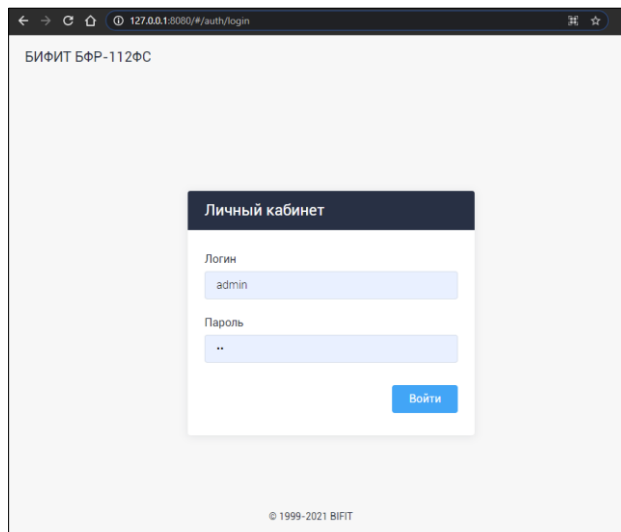 127.0.0.1:8080/#/auth/login
БИФИТ БФР-112ФС
Личный кабинет
Логин
admin
Пароль
••
Войти
© 1999-2021 BIFIT